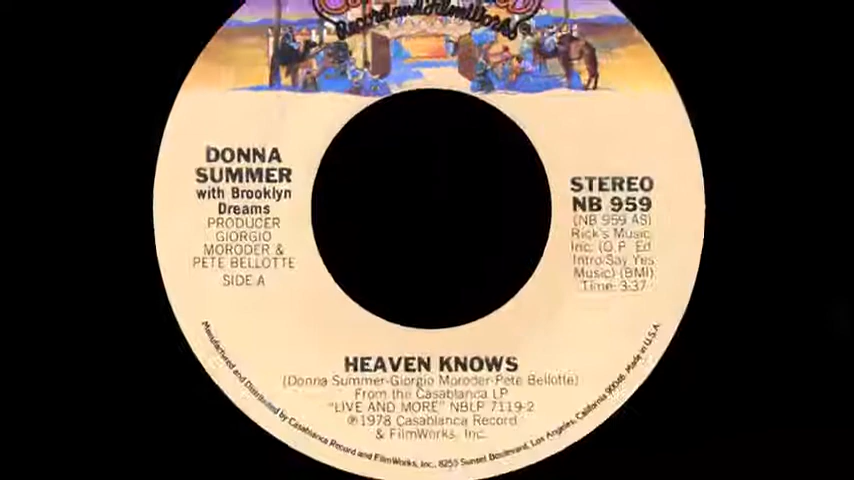 Record and FilmWorks
DONNA
SUMMER
with Brooklyn
Dreams
PRODUCER
GIORGIO
MORODER &
PETE BELLOTTE
SIDE A
STEREO
NB 959
(NB 959 AS)
Rick's Music,
Inc. (O.P. Ed
Intro-Say Yes
Music) (BMI)
Time: 3:37
HEAVEN KNOWS
(Donna Summer-Giorgio Moroder-Pete Bellotte)
From the Casablanca LP
"LIVE AND MORE" NBLP 7119-2
℗1978 Casablanca Record
& FilmWorks, Inc.
Manufactured and Distributed by Casablanca Record and FilmWorks, Inc., 8255 Sunset Boulevard, Los Angeles, California 90046. Made in U.S.A.